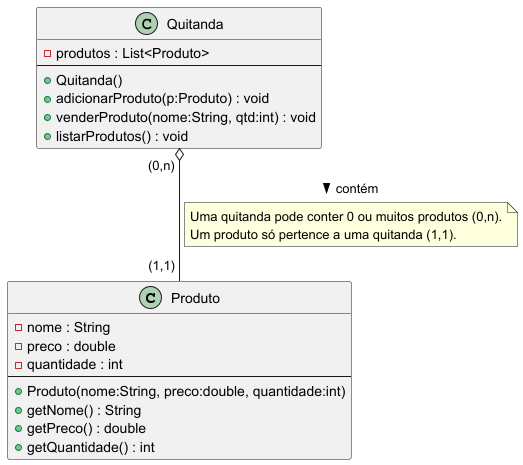 C Quitanda
produtos : List<Produto>
Quitanda()
adicionarProduto(p:Produto) : void
venderProduto(nome:String, qtd:int) : void
listarProdutos() : void
(0,n)
contém
Uma quitanda pode conter 0 ou muitos produtos (0,n).
Um produto só pertence a uma quitanda (1,1).
(1,1)
C Produto
nome : String
preco : double
quantidade : int
Produto(nome:String, preco:double, quantidade:int)
getNome() : String
getPreco() : double
getQuantidade() : int